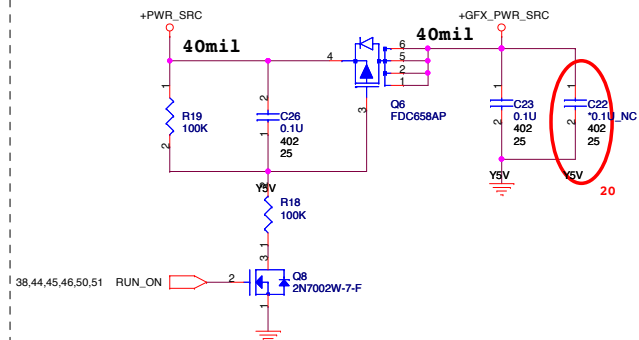 +PWR_SRC
+GFX_PWR_SRC
40mil
40mil
4
6
5
2
1
3
Q6
FDC658AP
1
R19
100K
2
2
C26
0.1U
402
25
1
Y5V
1
C23
0.1U
402
25
2
Y5V
1
C22
*0.1U_NC
402
25
2
Y5V
20
2
R18
100K
1
38,44,45,46,50,51 RUN_ON
2
3
Q8
2N7002W-7-F
1